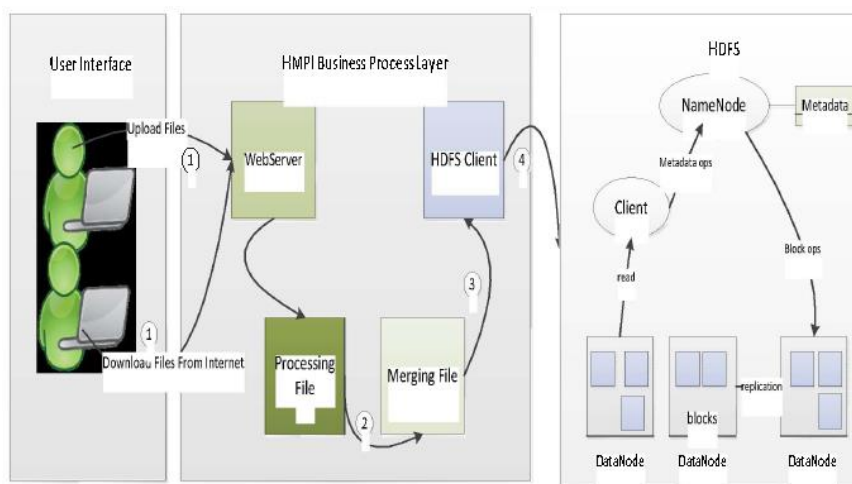 User Interface
Upload Files
1
1
Download Files From Internet
HMPI Business Process Layer
WebServer
HDFS Client
4
3
Processing
File
Merging File
2
HDFS
NameNode
Metadata
Metadata ops
Client
read
Block ops
replication
blocks
DataNode
DataNode
DataNode